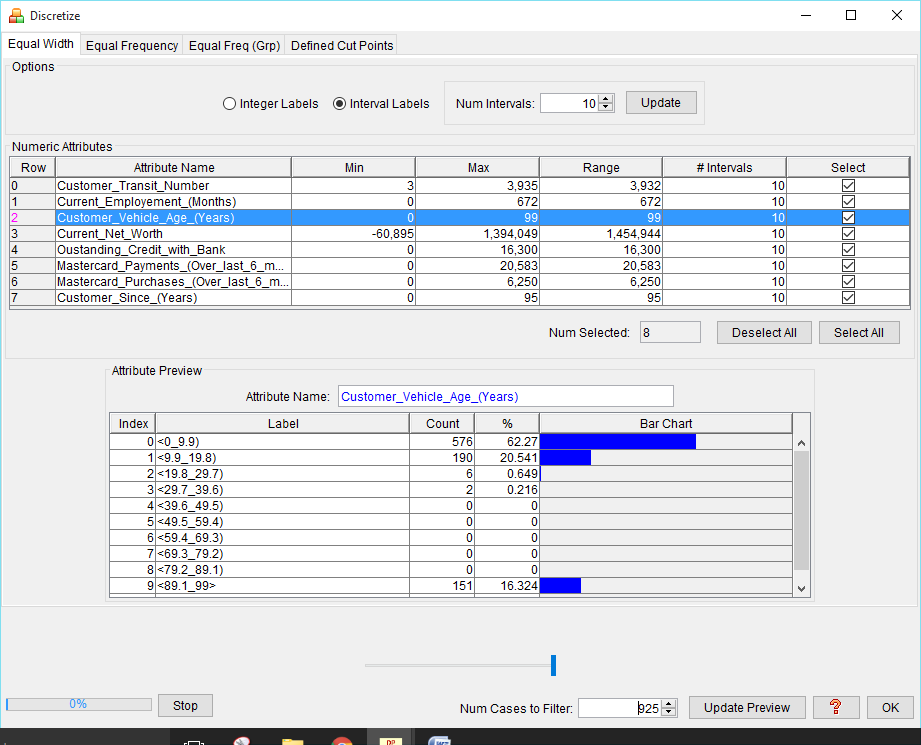 Discretize
Equal Width Equal Frequency Equal Freq (Grp) Defined Cut Points
Options
Integer Labels Interval Labels Num Intervals: 10 Update
Numeric Attributes
Row Attribute Name Min Max Range # Intervals Select
0 Customer_Transit_Number 3 3,935 3,932 10
1 Current_Employement_(Months) 0 672 672 10
2 Customer_Vehicle_Age_(Years) 0 99 99 10
3 Current_Net_Worth -60,895 1,394,049 1,454,944 10
4 Oustanding_Credit_with_Bank 0 16,300 16,300 10
5 Mastercard_Payments_(Over_last_6_m... 0 20,583 20,583 10
6 Mastercard_Purchases_(Over_last_6_m... 0 6,250 6,250 10
7 Customer_Since_(Years) 0 95 95 10
Num Selected: 8 Deselect All Select All
Attribute Preview
Attribute Name: Customer_Vehicle_Age_(Years)
Index Label Count % Bar Chart
0 <0_9.9) 576 62.27
1 <9.9_19.8) 190 20.541
2 <19.8_29.7) 6 0.649
3 <29.7_39.6) 2 0.216
4 <39.6_49.5) 0 0
5 <49.5_59.4) 0 0
6 <59.4_69.3) 0 0
7 <69.3_79.2) 0 0
8 <79.2_89.1) 0 0
9 <89.1_99> 151 16.324
0% Stop Num Cases to Filter: 925 Update Preview ? OK